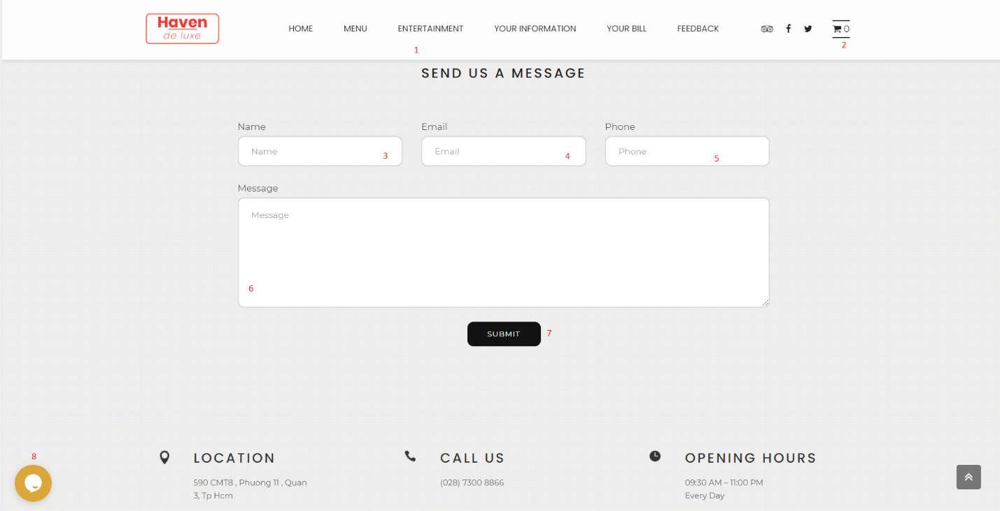 Haven
de luxe
HOME MENU ENTERTAINMENT YOUR INFORMATION YOUR BILL FEEDBACK 0
1
2
SEND US A MESSAGE
Name Email Phone
Name 3 Email 4 Phone 5
Message
Message
6
SUBMIT 7
8
LOCATION
590 CMT8 , Phuong 11 , Quan
3, Tp Hcm
CALL US
(028) 7300 8866
OPENING HOURS
09:30 AM – 11:00 PM
Every Day